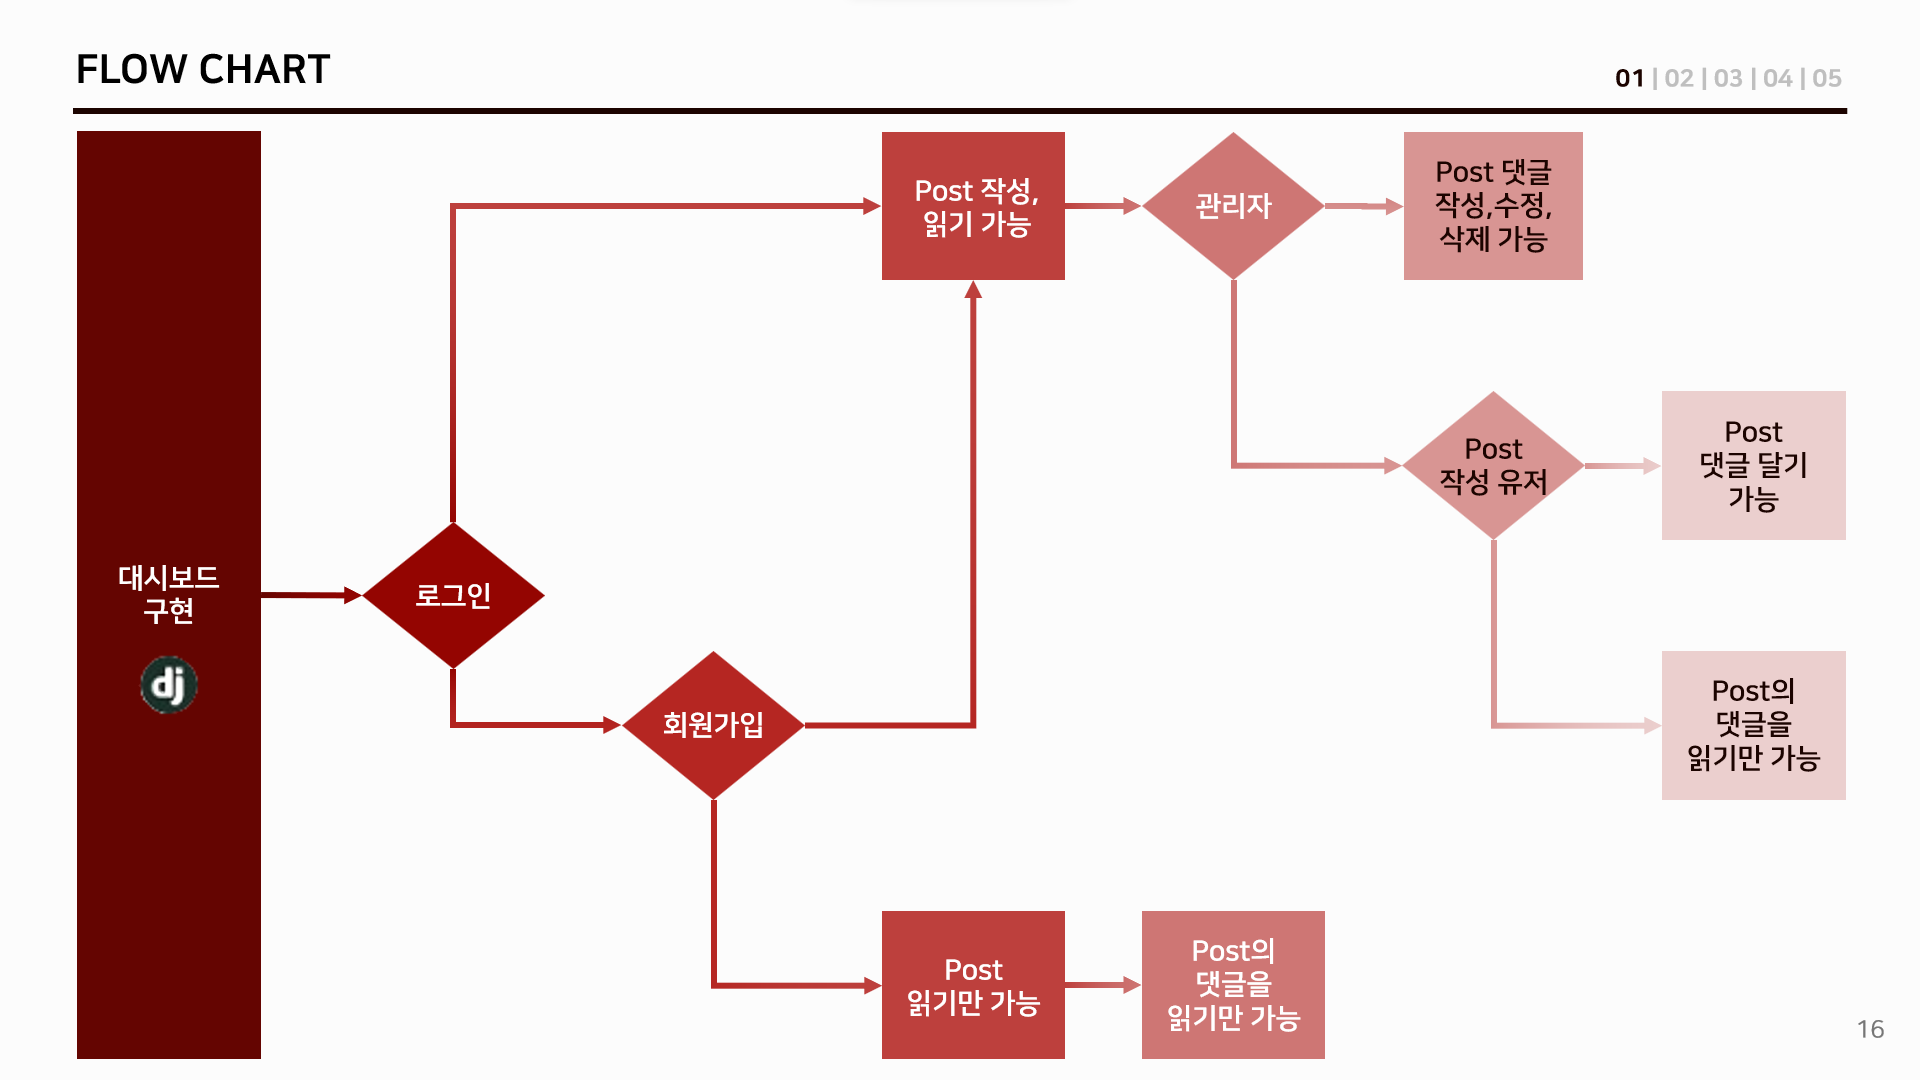 FLOW CHART
01 | 02 | 03 | 04 | 05
대시보드
구현
dj
로그인
회원가입
Post 작성,
읽기 가능
관리자
Post 댓글
작성,수정,
삭제 가능
Post
작성 유저
Post
댓글 달기
가능
Post의
댓글을
읽기만 가능
Post
읽기만 가능
Post의
댓글을
읽기만 가능
16